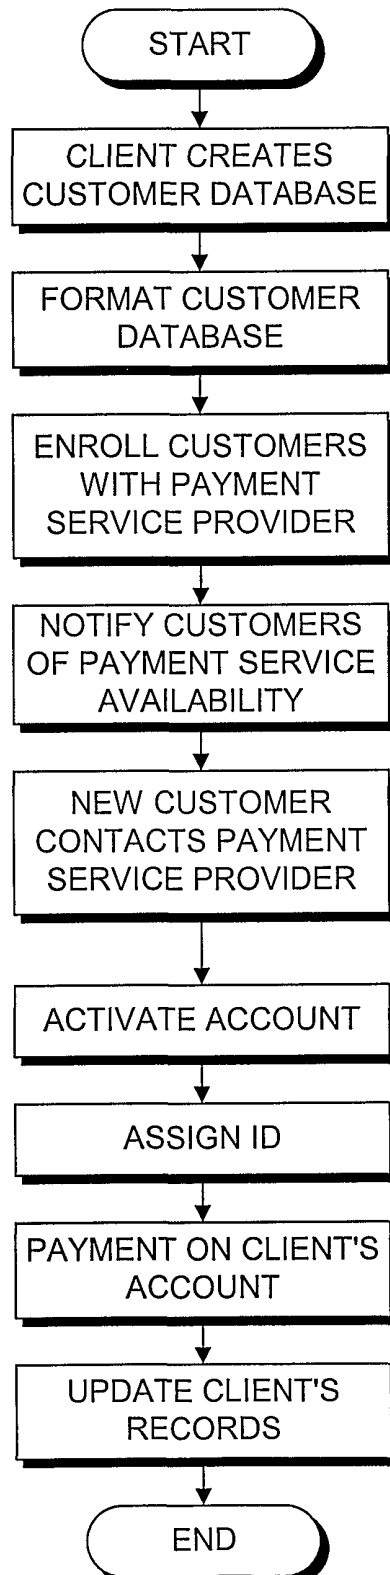 START
CLIENT CREATES
CUSTOMER DATABASE
FORMAT CUSTOMER
DATABASE
ENROLL CUSTOMERS
WITH PAYMENT
SERVICE PROVIDER
NOTIFY CUSTOMERS
OF PAYMENT SERVICE
AVAILABILITY
NEW CUSTOMER
CONTACTS PAYMENT
SERVICE PROVIDER
ACTIVATE ACCOUNT
ASSIGN ID
PAYMENT ON CLIENT'S
ACCOUNT
UPDATE CLIENT'S
RECORDS
END